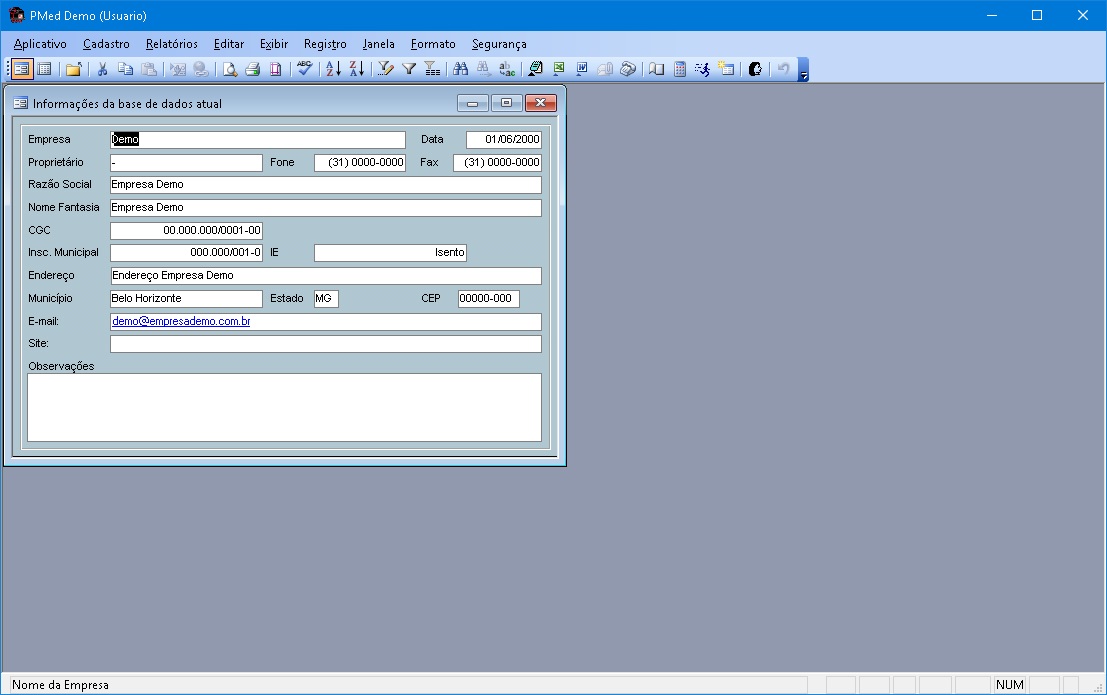 PMed Demo (Usuario)
Aplicativo Cadastro Relatórios Editar Exibir Registro Janela Formato Segurança
Informações da base de dados atual
Empresa Demo Data 01/06/2000
Proprietário - Fone (31) 0000-0000 Fax (31) 0000-0000
Razão Social Empresa Demo
Nome Fantasia Empresa Demo
CGC 00.000.000/0001-00
Insc. Municipal 000.000/001-0 IE Isento
Endereço Endereço Empresa Demo
Município Belo Horizonte Estado MG CEP 00000-000
E-mail: demo@empresademo.com.br
Site:
Observações
Nome da Empresa NUM